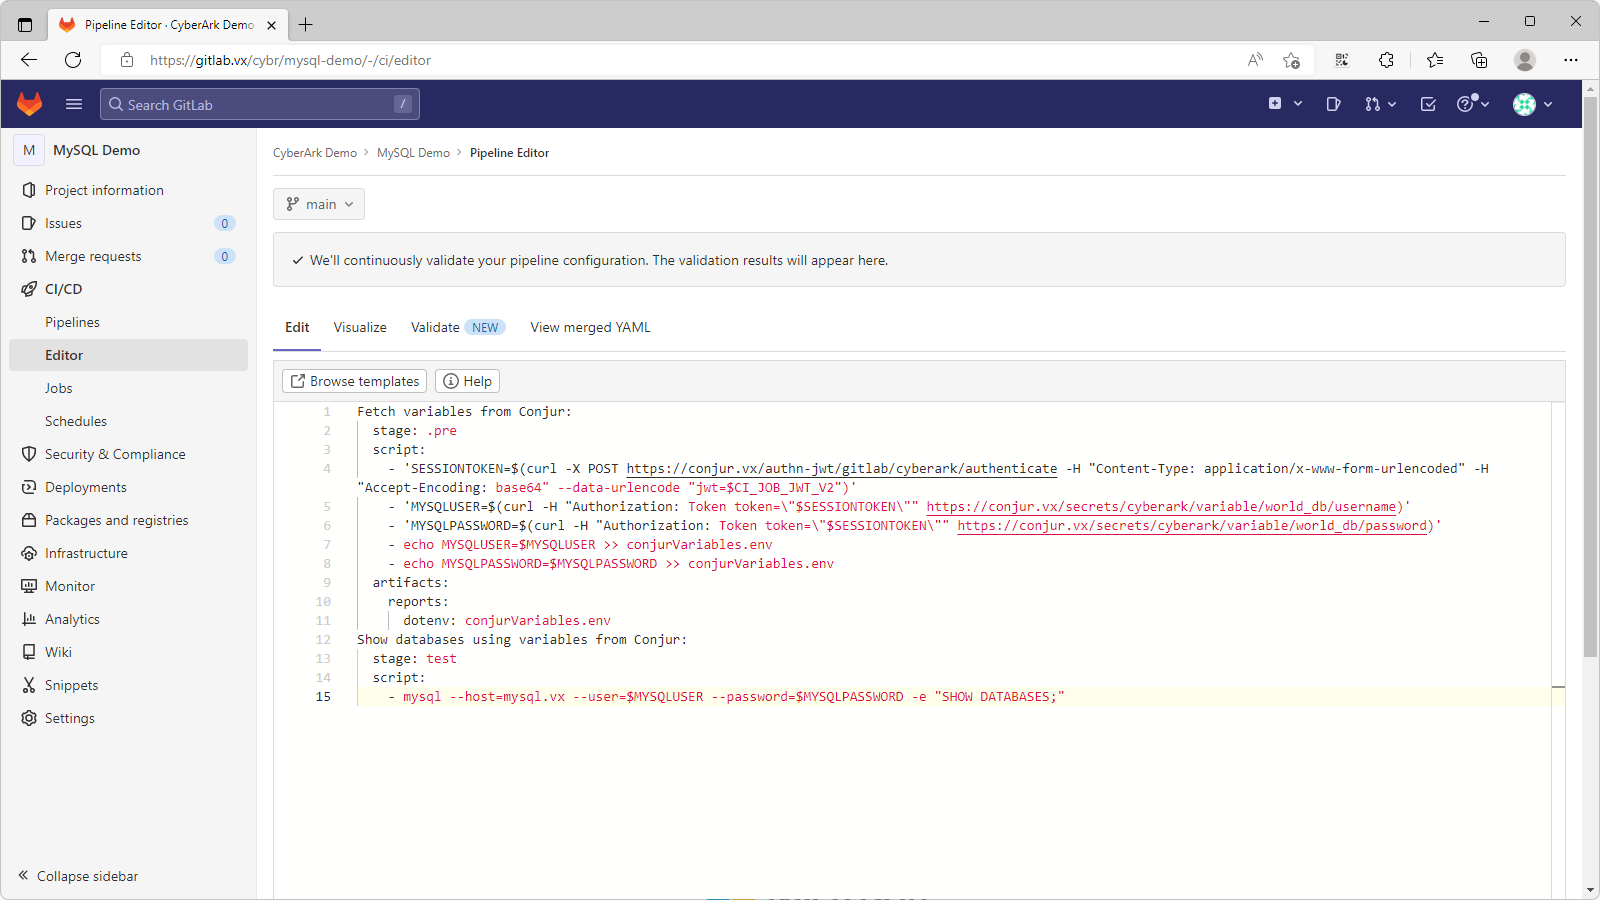 Pipeline Editor · CyberArk Demo
https://gitlab.vx/cybr/mysql-demo/-/ci/editor
Search GitLab /
M MySQL Demo
Project information
Issues 0
Merge requests 0
CI/CD
Pipelines
Editor
Jobs
Schedules
Security & Compliance
Deployments
Packages and registries
Infrastructure
Monitor
Analytics
Wiki
Snippets
Settings
Collapse sidebar
CyberArk Demo › MySQL Demo › Pipeline Editor
main
We'll continuously validate your pipeline configuration. The validation results will appear here.
Edit Visualize Validate NEW View merged YAML
Browse templates Help
1 Fetch variables from Conjur:
2 stage: .pre
3 script:
4 - 'SESSIONTOKEN=$(curl -X POST https://conjur.vx/authn-jwt/gitlab/cyberark/authenticate -H "Content-Type: application/x-www-form-urlencoded" -H
"Accept-Encoding: base64" --data-urlencode "jwt=$CI_JOB_JWT_V2")'
5 - 'MYSQLUSER=$(curl -H "Authorization: Token token=\"$SESSIONTOKEN\"" https://conjur.vx/secrets/cyberark/variable/world_db/username)'
6 - 'MYSQLPASSWORD=$(curl -H "Authorization: Token token=\"$SESSIONTOKEN\"" https://conjur.vx/secrets/cyberark/variable/world_db/password)'
7 - echo MYSQLUSER=$MYSQLUSER >> conjurVariables.env
8 - echo MYSQLPASSWORD=$MYSQLPASSWORD >> conjurVariables.env
9 artifacts:
10 reports:
11 dotenv: conjurVariables.env
12 Show databases using variables from Conjur:
13 stage: test
14 script:
15 - mysql --host=mysql.vx --user=$MYSQLUSER --password=$MYSQLPASSWORD -e "SHOW DATABASES;"